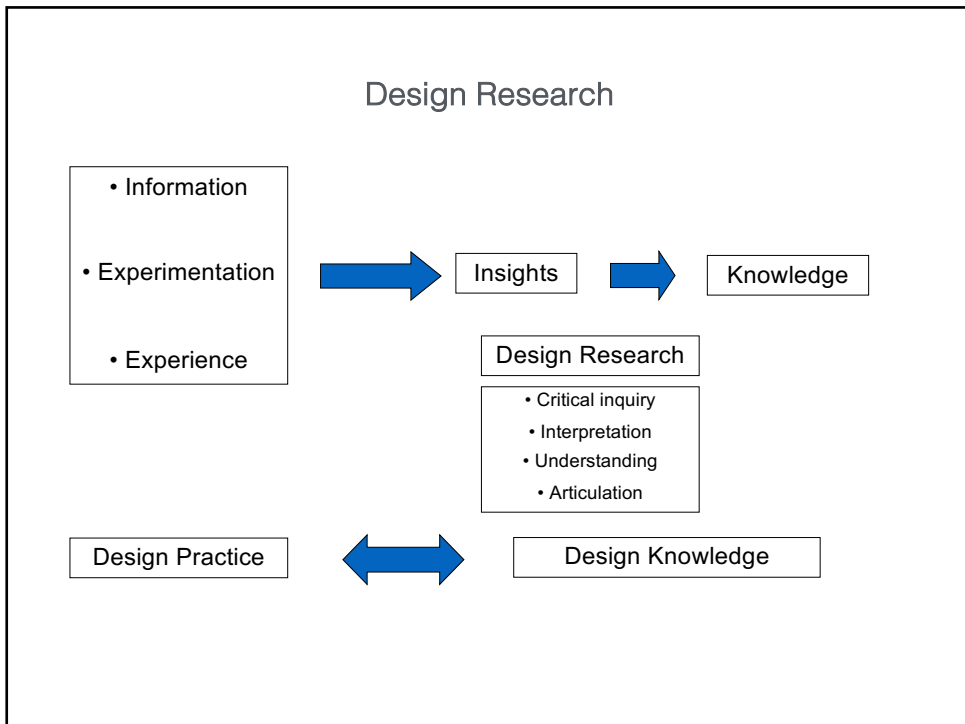 Design Research
• Information
• Experimentation
• Experience
Insights
Knowledge
Design Research
• Critical inquiry
• Interpretation
• Understanding
• Articulation
Design Practice
Design Knowledge